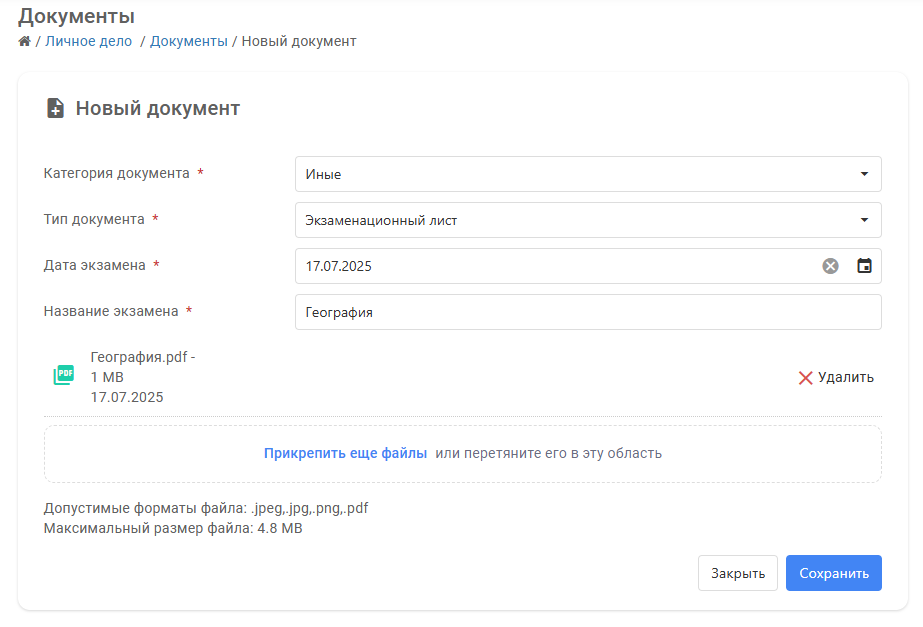 Документы
/ Личное дело / Документы / Новый документ
Новый документ
Категория документа * Иные
Тип документа * Экзаменационный лист
Дата экзамена * 17.07.2025
Название экзамена * География
PDF
География.pdf -
1 MB
17.07.2025
Удалить
Прикрепить еще файлы или перетяните его в эту область
Допустимые форматы файла: .jpeg,.jpg,.png,.pdf
Максимальный размер файла: 4.8 MB
Закрыть Сохранить